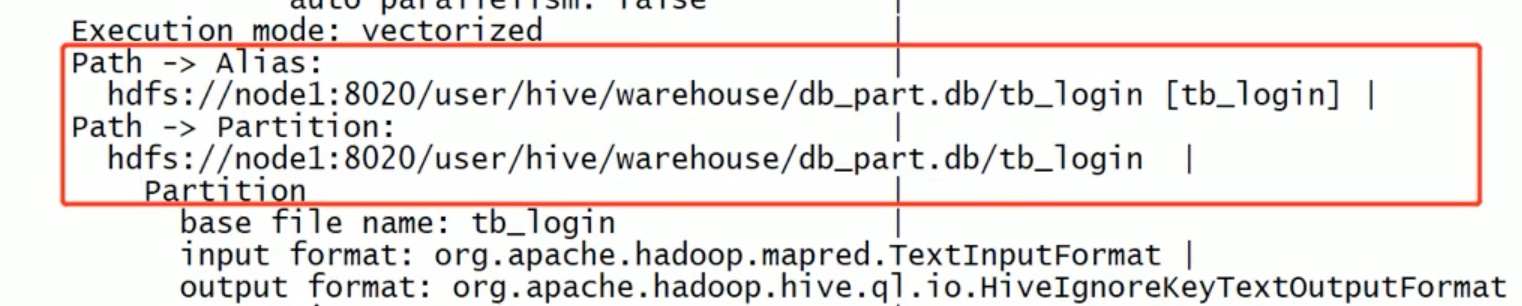 auto parallelism: false |
Execution mode: vectorized |
Path -> Alias: |
hdfs://node1:8020/user/hive/warehouse/db_part.db/tb_login [tb_login] |
Path -> Partition: |
hdfs://node1:8020/user/hive/warehouse/db_part.db/tb_login |
Partition |
base file name: tb_login |
input format: org.apache.hadoop.mapred.TextInputFormat |
output format: org.apache.hadoop.hive.ql.io.HiveIgnoreKeyTextOutputFormat